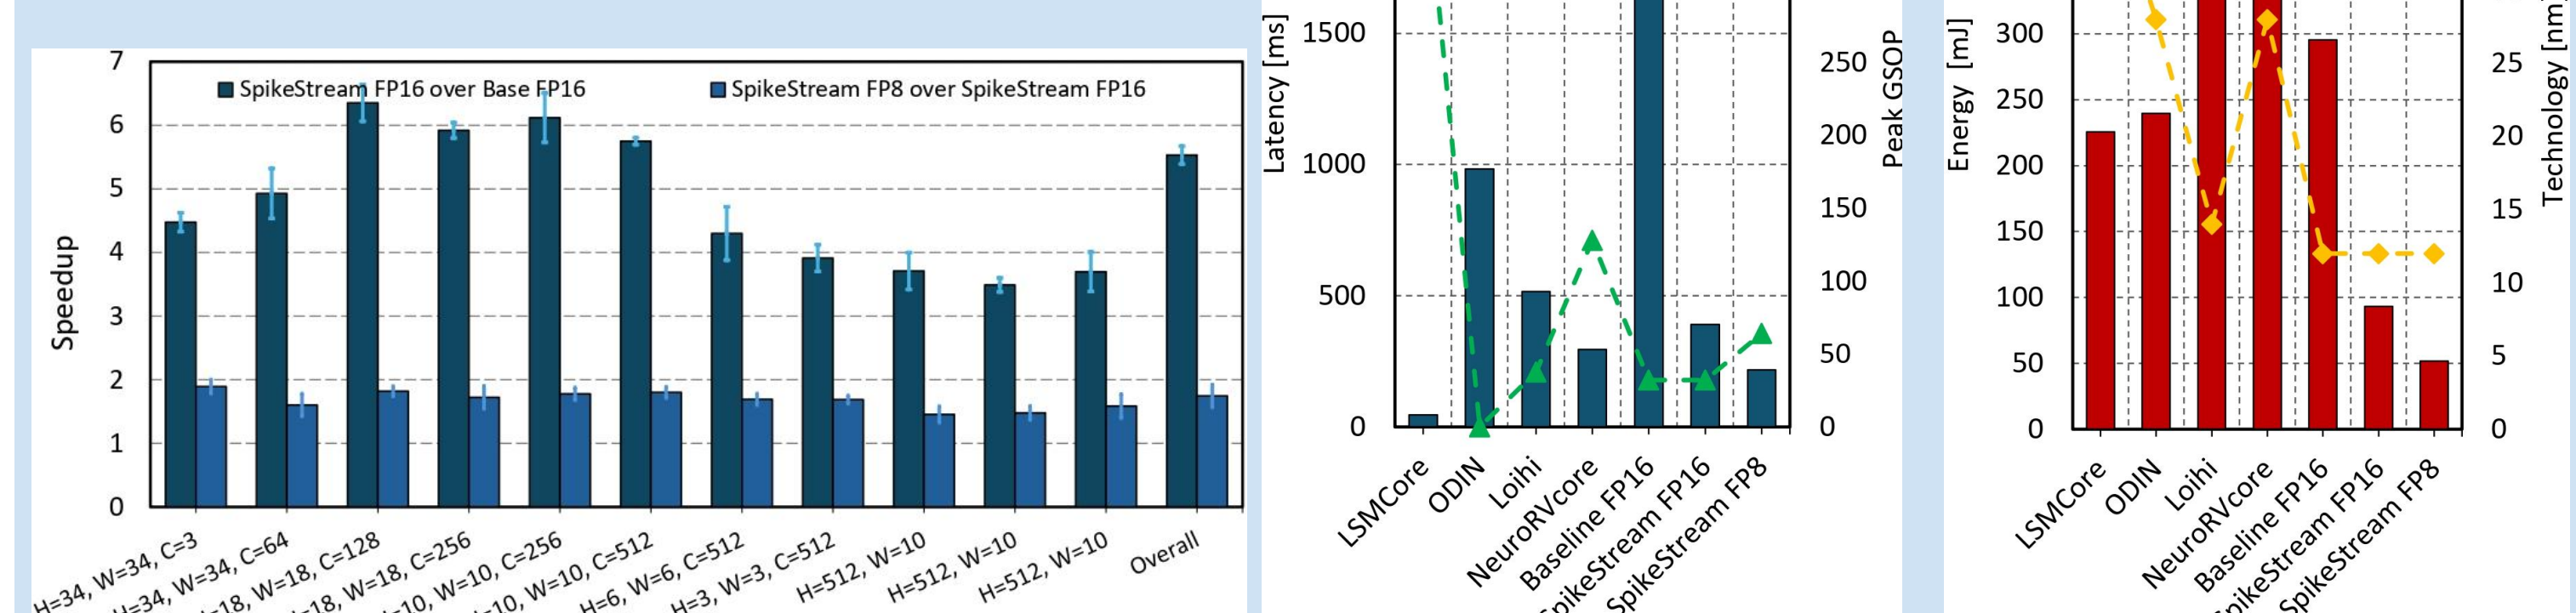 7
SpikeStream FP16 over Base FP16
SpikeStream FP8 over SpikeStream FP16
6
5
4
3
2
1
0
Speedup
H=34, W=34, C=3
H=34, W=34, C=64
18, W=18, C=128
18, W=18, C=256
10, W=10, C=256
10, W=10, C=512
H=6, W=6, C=512
H=3, W=3, C=512
H=512, W=10
H=512, W=10
H=512, W=10
Overall
Latency [ms]
1500
1000
500
0
250
200
150
100
50
0
Peak GSOP
LSMCore
ODIN
Loihi
NeuroRVcore
Baseline FP16
SpikeStream FP16
SpikeStream FP8
Energy [mJ]
300
250
200
150
100
50
0
25
20
15
10
5
0
Technology [nm]
LSMCore
ODIN
Loihi
NeuroRVcore
Baseline FP16
SpikeStream FP16
SpikeStream FP8